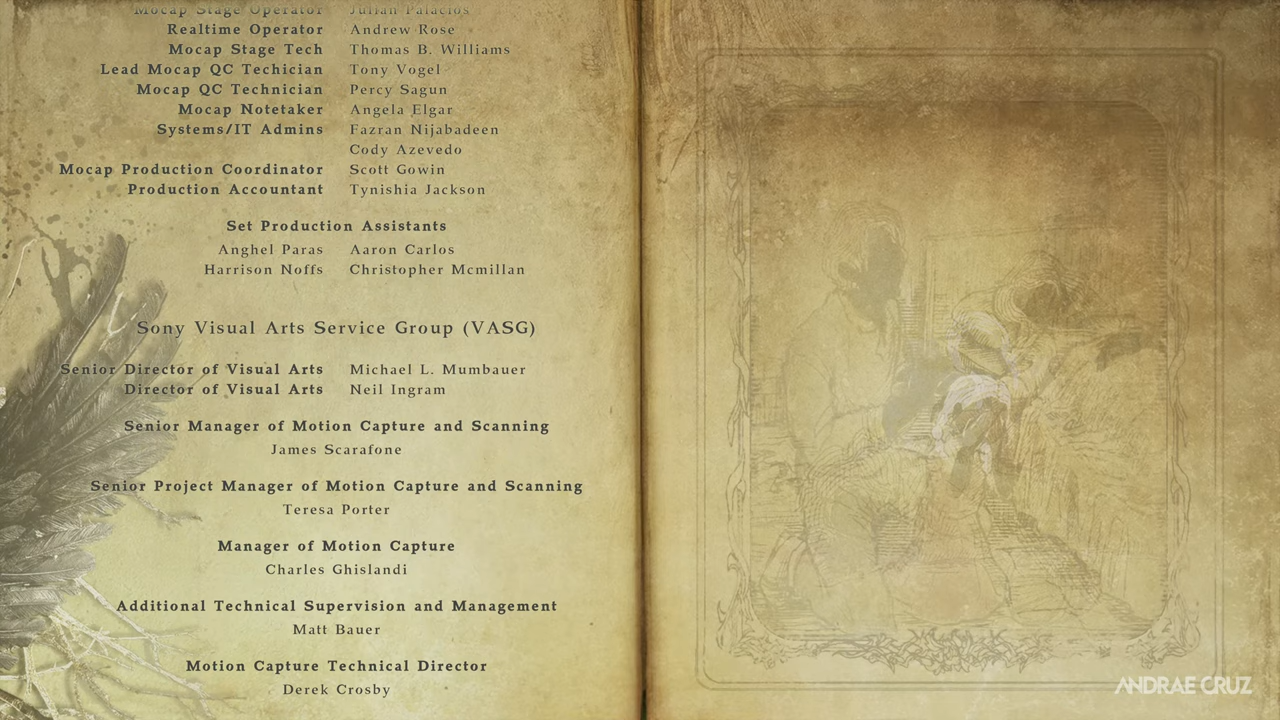 Mocap Stage Operator Julian Palacios
Realtime Operator Andrew Rose
Mocap Stage Tech Thomas B. Williams
Lead Mocap QC Techician Tony Vogel
Mocap QC Technician Percy Sagun
Mocap Notetaker Angela Elgar
Systems/IT Admins Fazran Nijabadeen
Cody Azevedo
Mocap Production Coordinator Scott Gowin
Production Accountant Tynishia Jackson
Set Production Assistants
Anghel Paras Aaron Carlos
Harrison Noffs Christopher Mcmillan
Sony Visual Arts Service Group (VASG)
Senior Director of Visual Arts Michael L. Mumbauer
Director of Visual Arts Neil Ingram
Senior Manager of Motion Capture and Scanning
James Scarafone
Senior Project Manager of Motion Capture and Scanning
Teresa Porter
Manager of Motion Capture
Charles Ghislandi
Additional Technical Supervision and Management
Matt Bauer
Motion Capture Technical Director
Derek Crosby
ANDRAE CRUZ